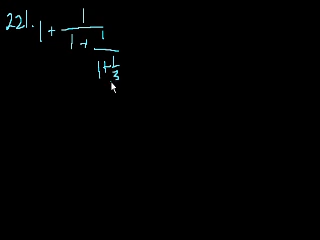 221. 1 + 1
1 + 1
1 + 1/3